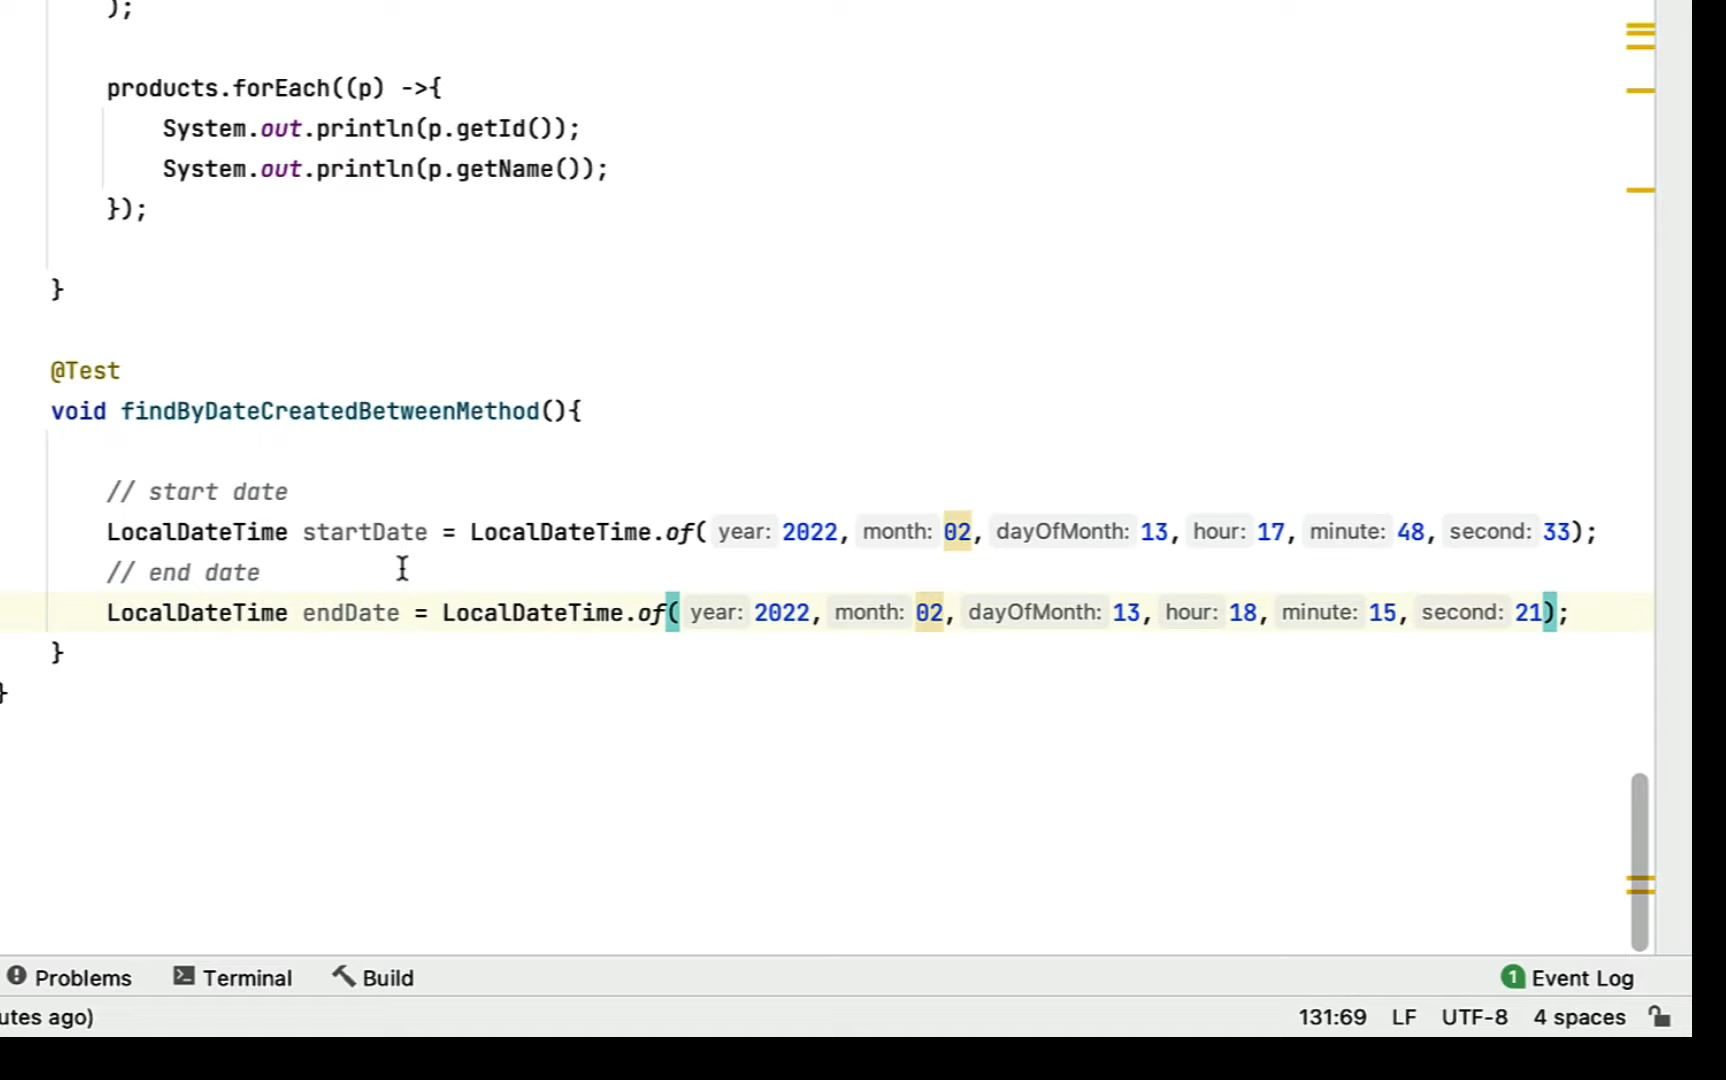 );
products.forEach((p) ->{
System.out.println(p.getId());
System.out.println(p.getName());
});
}
@Test
void findByDateCreatedBetweenMethod(){
// start date
LocalDateTime startDate = LocalDateTime.of( year: 2022, month: 02, dayOfMonth: 13, hour: 17, minute: 48, second: 33);
// end date
LocalDateTime endDate = LocalDateTime.of( year: 2022, month: 02, dayOfMonth: 13, hour: 18, minute: 15, second: 21);
}
}
Problems Terminal Build 1 Event Log
utes ago) 131:69 LF UTF-8 4 spaces